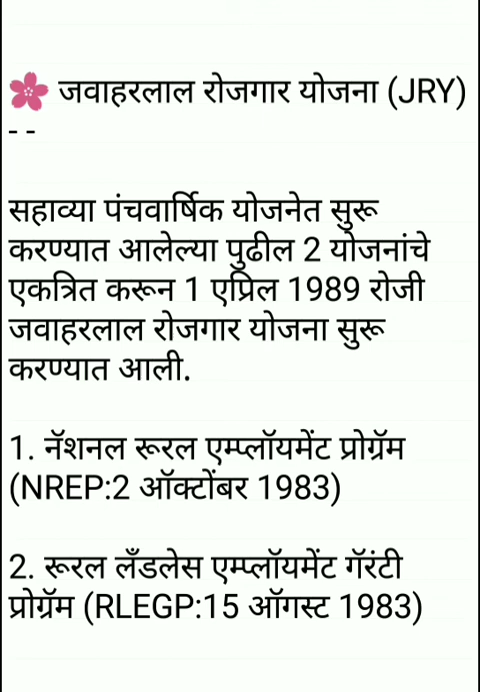 🌸 जवाहरलाल रोजगार योजना (JRY)
- -
सहाव्या पंचवार्षिक योजनेत सुरू
करण्यात आलेल्या पुढील 2 योजनांचे
एकत्रित करून 1 एप्रिल 1989 रोजी
जवाहरलाल रोजगार योजना सुरू
करण्यात आली.
1. नॅशनल रूरल एम्प्लॉयमेंट प्रोग्रॅम
(NREP:2 ऑक्टोंबर 1983)
2. रूरल लँडलेस एम्प्लॉयमेंट गॅरंटी
प्रोग्रॅम (RLEGP:15 ऑगस्ट 1983)